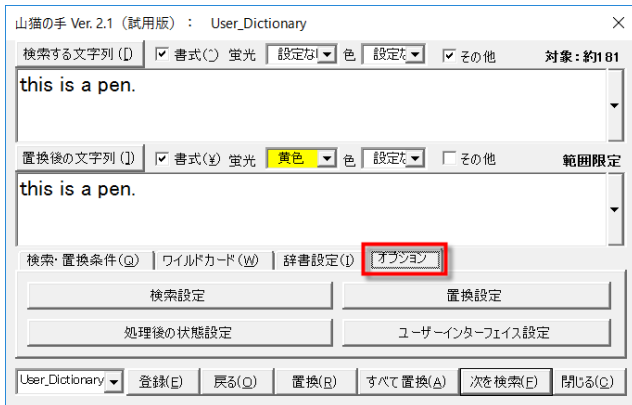 山猫の手 Ver. 2.1（試用版） : User_Dictionary
検索する文字列 ([) 書式(^) 蛍光 設定なし 色 設定な その他 対象：約181
this is a pen.
置換後の文字列 (]) 書式(¥) 蛍光 黄色 色 設定な その他 範囲限定
this is a pen.
検索・置換条件(Q) ワイルドカード(W) 辞書設定(I) オプション
検索設定 置換設定
処理後の状態設定 ユーザーインターフェイス設定
User_Dictionary 登録(E) 戻る(O) 置換(R) すべて置換(A) 次を検索(F) 閉じる(C)